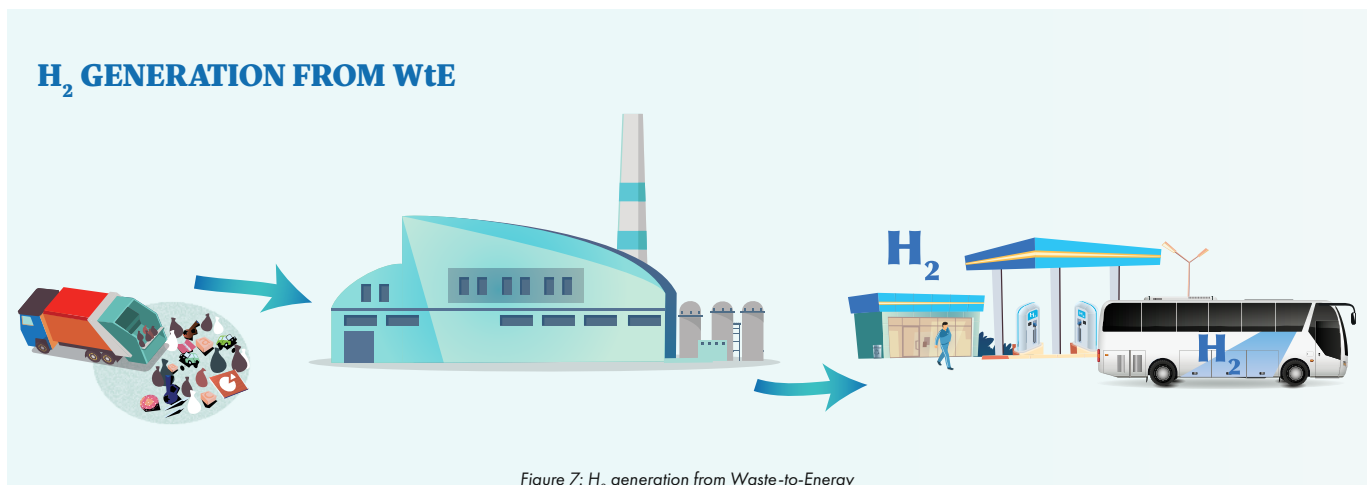 H₂ GENERATION FROM WtE
H₂
H₂
Figure 7: H₂ generation from Waste-to-Energy